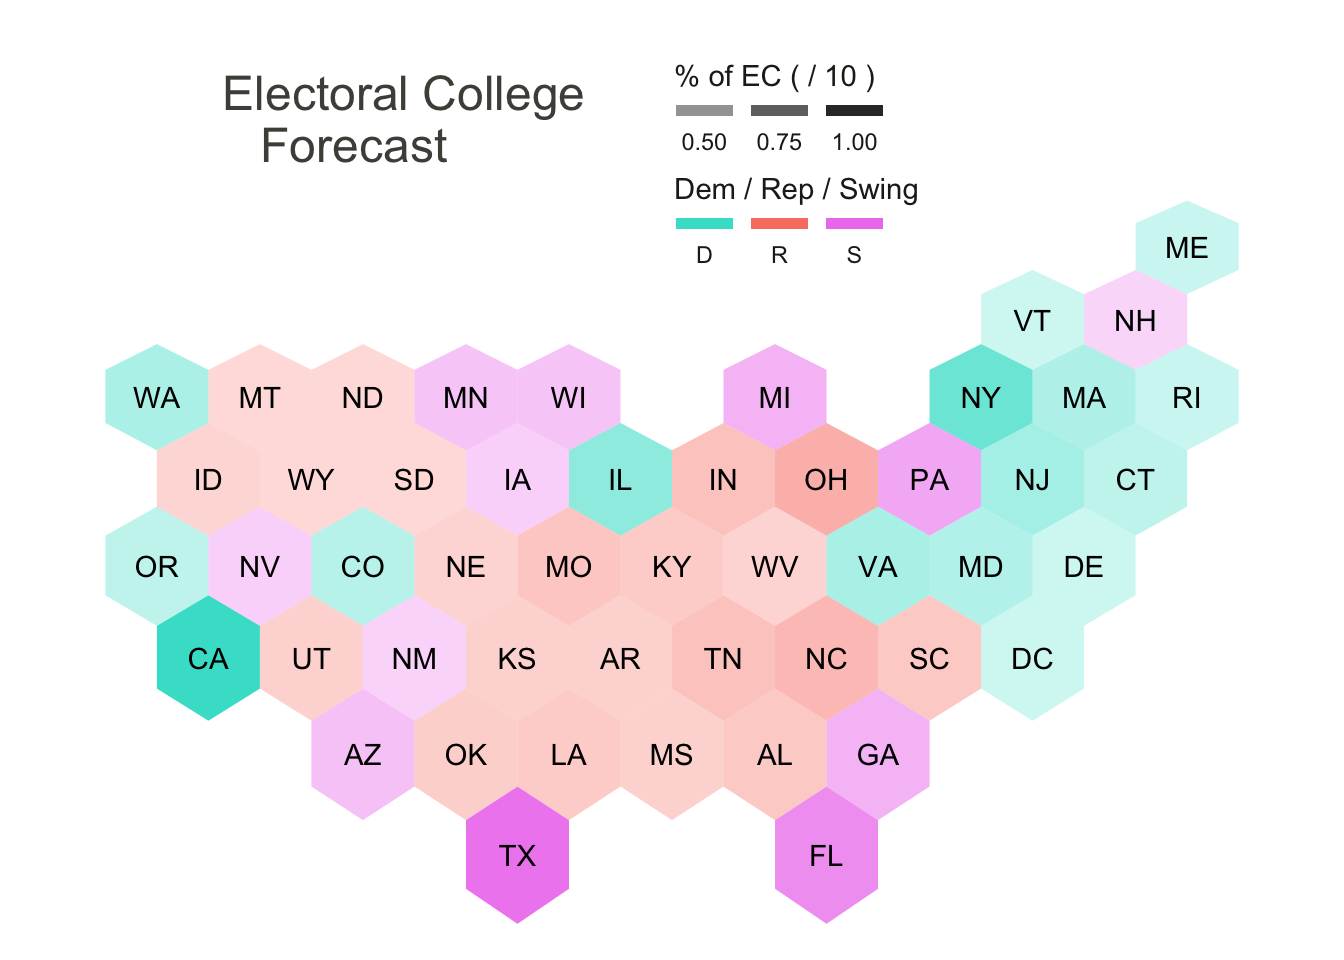 Electoral College
Forecast
% of EC ( / 10 )
0.50 0.75 1.00
Dem / Rep / Swing
D R S
ME
VT NH
WA MT ND MN WI MI NY MA RI
ID WY SD IA IL IN OH PA NJ CT
OR NV CO NE MO KY WV VA MD DE
CA UT NM KS AR TN NC SC DC
AZ OK LA MS AL GA
TX FL